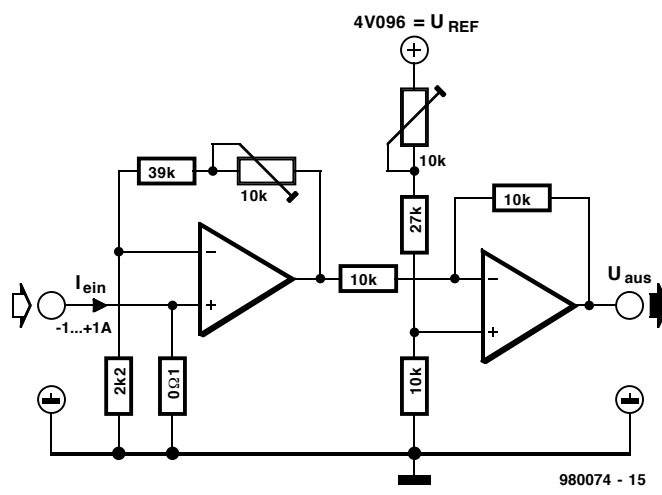 4V096 = U REF
10k
39k
10k
27k
10k
I ein
-1...+1A
10k
U aus
2k2
0Ω1
10k
980074 - 15